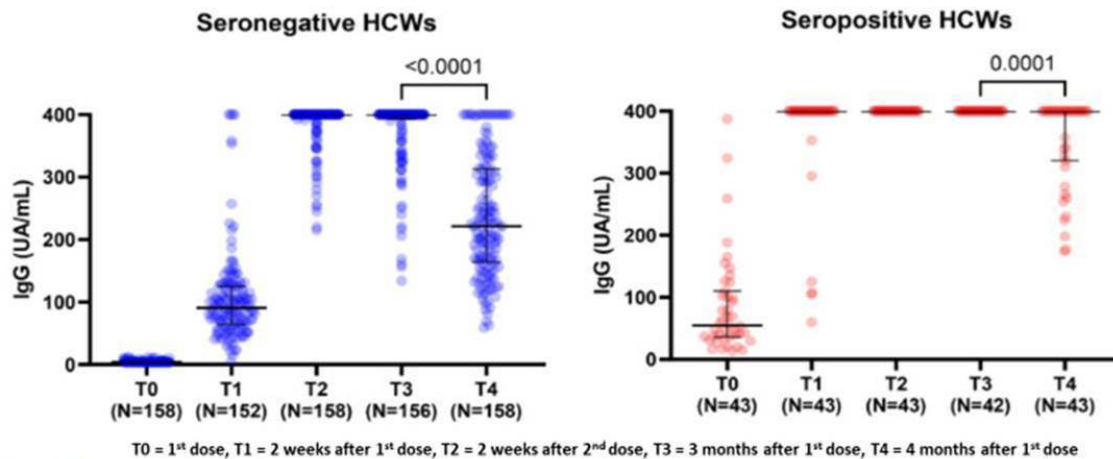 Seronegative HCWs
<0.0001
IgG (UA/mL)
400
300
200
100
0
T0 T1 T2 T3 T4
(N=158) (N=152) (N=158) (N=156) (N=158)
Seropositive HCWs
0.0001
IgG (UA/mL)
400
300
200
100
0
T0 T1 T2 T3 T4
(N=43) (N=43) (N=43) (N=42) (N=43)
T0 = 1st dose, T1 = 2 weeks after 1st dose, T2 = 2 weeks after 2nd dose, T3 = 3 months after 1st dose, T4 = 4 months after 1st dose